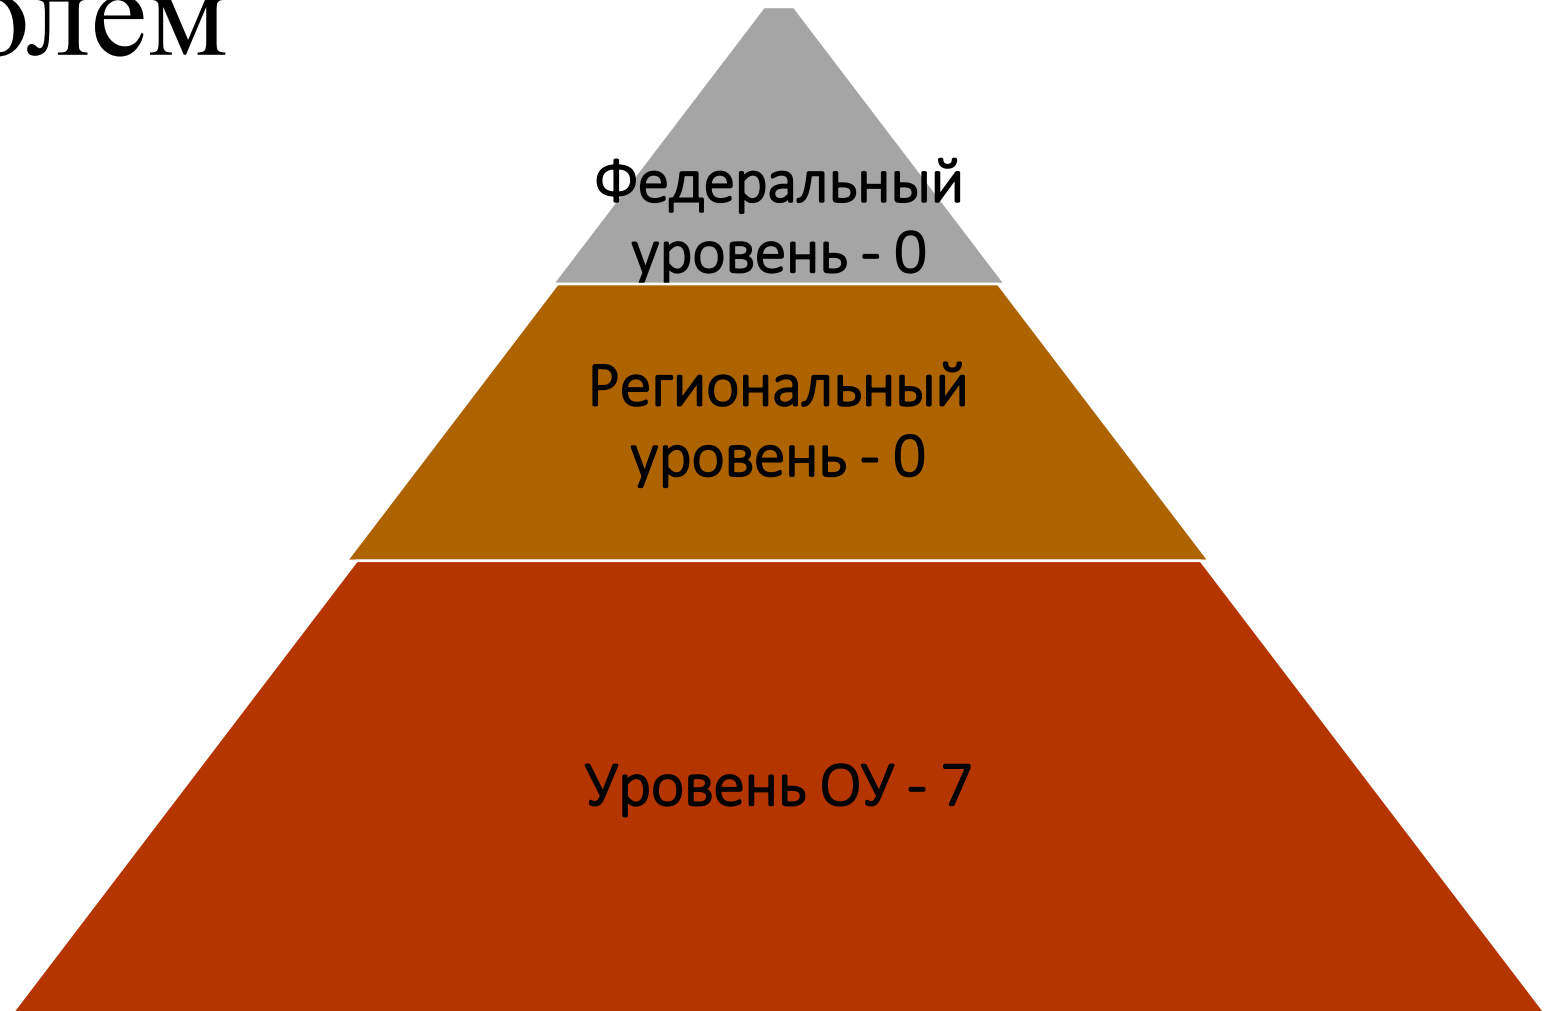 Федеральный
уровень - 0
Региональный
уровень - 0
Уровень ОУ - 7